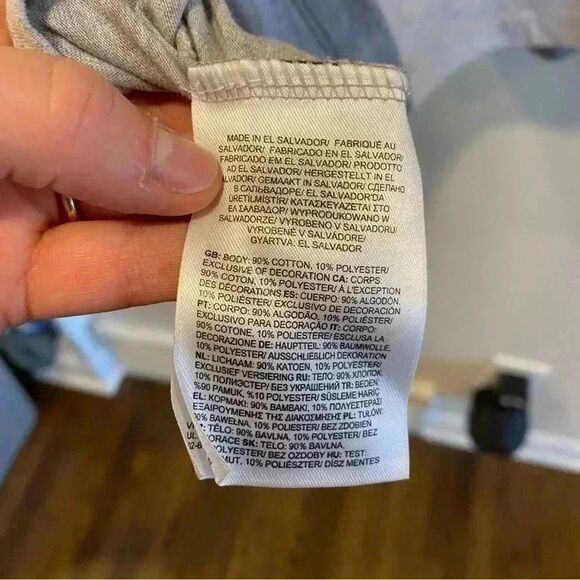 MADE IN EL SALVADOR/ FABRIQUÉ AU
SALVADOR/ FABRICADO EN EL SALVADOR/
FABRICADO EM EL SALVADOR/ PRODOTTO
AD EL SALVADOR/ HERGESTELLT IN EL
SALVADOR/ GEMAAKT IN SALVADOR/ СДЕЛАНО
В САЛЬВАДОРЕ/ EL SALVADOR'DA
ÜRETILMIŞTIR/ ΚΑΤΑΣΚΕΥΑΖΕΤΑΙ ΣΤΟ
ΕΛ ΣΑΛΒΑΔΟΡ/ WYPRODUKOWANO W
SALWADORZE/ VYROBENO V SALVADORU/
VYROBENÉ V SALVADORE/
GYÁRTVA: EL SALVADOR
GB: BODY: 90% COTTON, 10% POLYESTER/
EXCLUSIVE OF DECORATION CA: CORPS:
90% COTON, 10% POLYESTER/ À L'EXCEPTION
DES DÉCORATIONS ES: CUERPO: 90% ALGODÓN,
10% POLIÉSTER/ EXCLUSIVO DE DECORACIÓN
PT: CORPO: 90% ALGODÃO, 10% POLIÉSTER/
EXCLUSIVO PARA DECORAÇÃO IT: CORPO:
90% COTONE, 10% POLIESTERE/ ESCLUSA LA
DECORAZIONE DE: HAUPTTEIL: 90% BAUMWOLLE,
10% POLYESTER/ AUSSCHLIEßLICH DEKORATION
NL: LICHAAM: 90% KATOEN, 10% POLYESTER/
EXCLUSIEF VERSIERING RU: ТЕЛО: 90% ХЛОПОК
10% ПОЛИЭСТЕР/ БЕЗ УКРАШЕНИЙ TR: BEDEN:
%90 PAMUK, %10 POLYESTER/ SÜSLEME HARİÇ
EL: ΚΟΡΜΑΚΙ: 90% ΒΑΜΒΑΚΙ, 10% ΠΟΛΥΕΣΤΕΡΑΣ/
ΕΞΑΙΡΟΥΜΕΝΗΣ ΤΗΣ ΔΙΑΚΟΣΜΗΣΗΣ PL: TUŁÓW:
BAWEŁNA, 10% POLIESTER/ BEZ ZDOBIEŃ
TĚLO: 90% BAVLNA, 10% POLYESTER/ BEZ
SK: TELO: 90% BAVLNA,
10% POLYESTER/ BEZ OZDOBY HU: TEST:
10% POLIÉSZTER/ DÍSZ MENTES